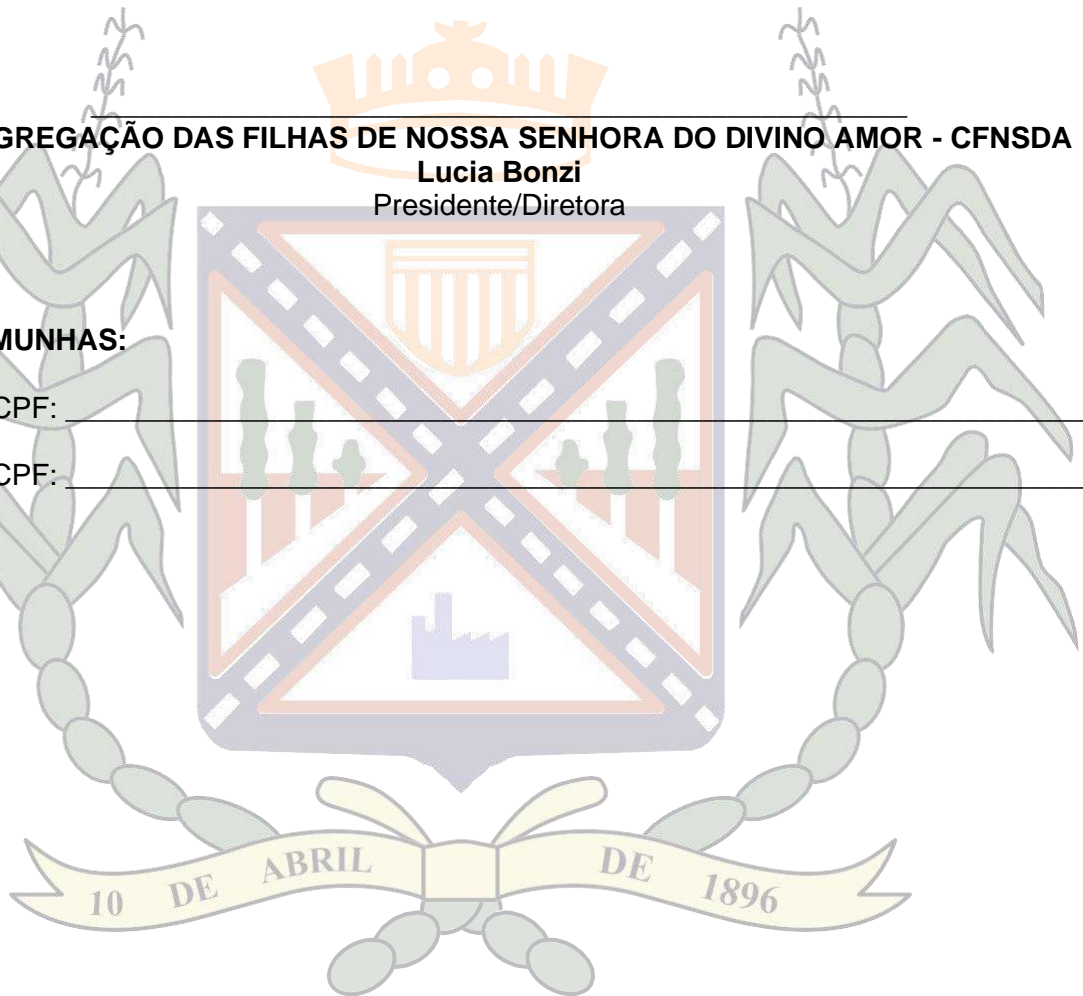 GREGAÇÃO DAS FILHAS DE NOSSA SENHORA DO DIVINO AMOR - CFNSDA
Lucia Bonzi
Presidente/Diretora
MUNHAS:
CPF:
CPF:
10 DE ABRIL DE 1896